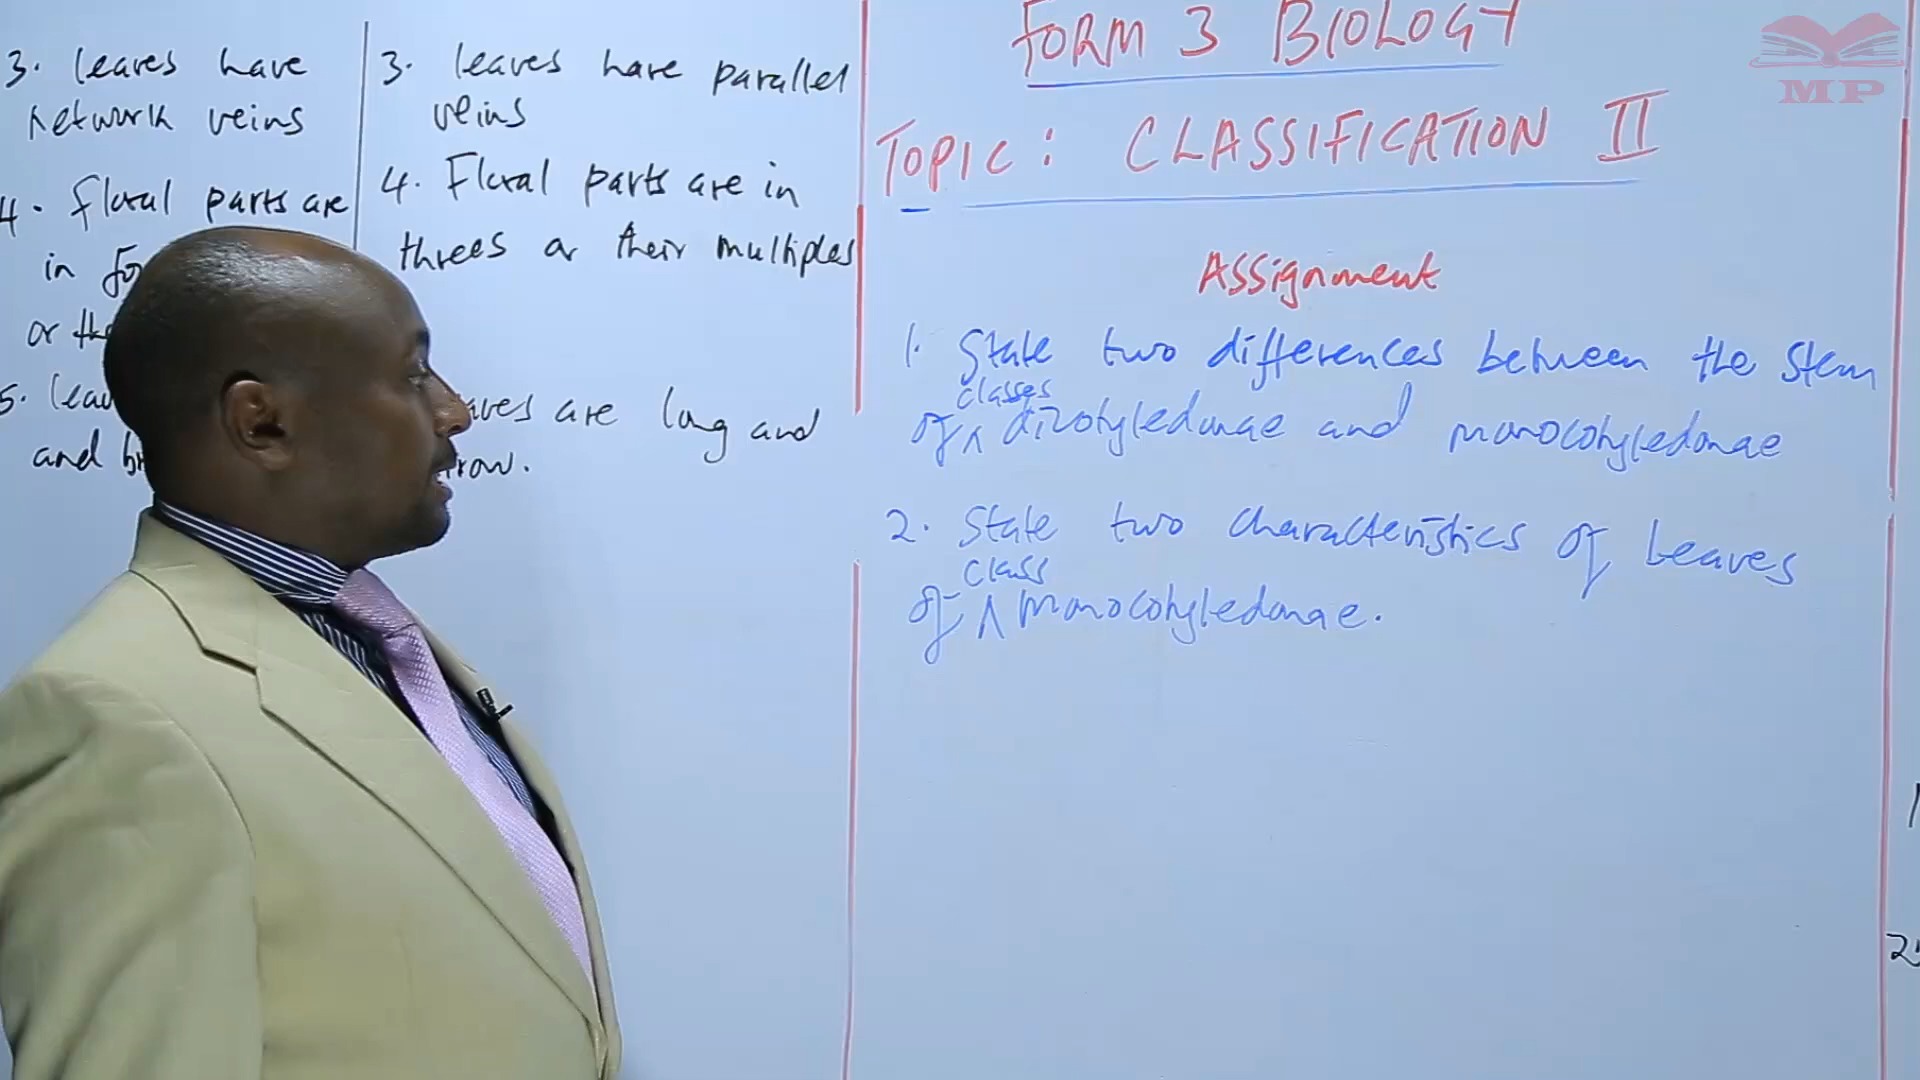 3. leaves have
network veins
4. floral parts are
in
or
5.
and
3. leaves have parallel
veins
4. Floral parts are in
threes or their multiples
are long and
FORM 3 BIOLOGY
TOPIC: CLASSIFICATION II
Assignment
1. State two differences between the stem
classes
of ^ dicotyledonae and monocotyledonae
2. State two characteristics of leaves
class
of ^ monocotyledonae.
MP